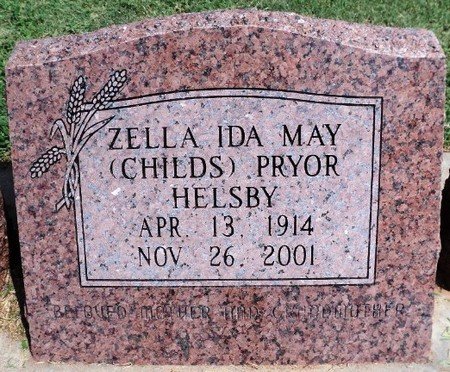 ZELLA IDA MAY
(CHILDS) PRYOR
HELSBY
APR. 13, 1914
NOV. 26, 2001
BELOVED MOTHER AND GRANDMOTHER